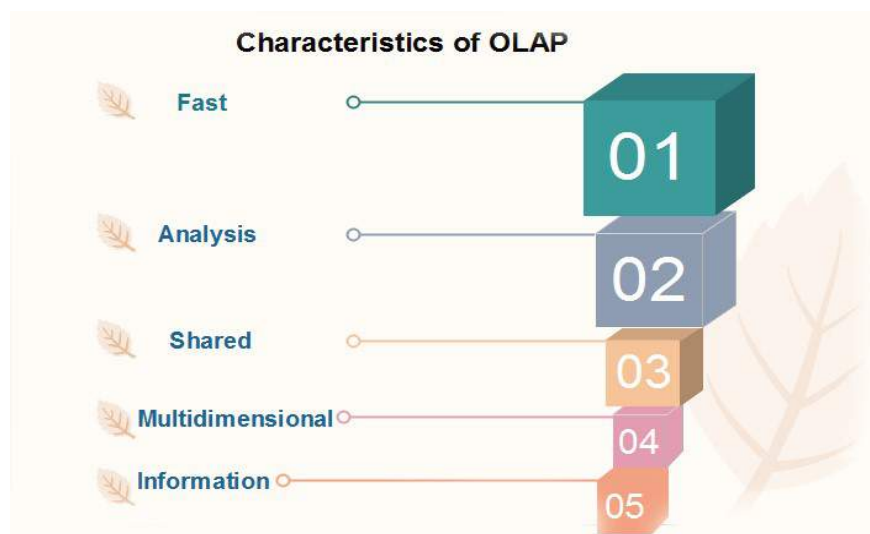 Characteristics of OLAP
Fast
01
Analysis
02
Shared
03
Multidimensional
04
Information
05